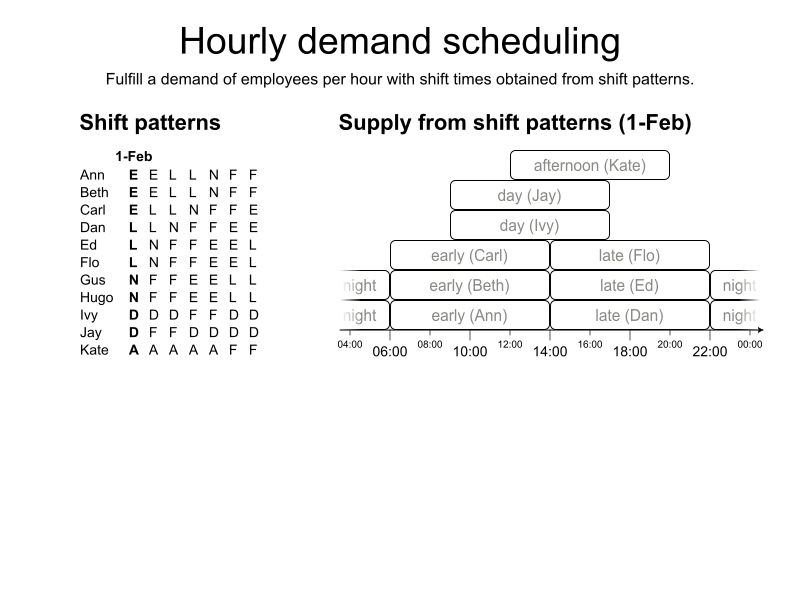 Hourly demand scheduling
Fulfill a demand of employees per hour with shift times obtained from shift patterns.
Shift patterns
1-Feb
Ann E E L L N F F
Beth E E L L N F F
Carl E L L N F F E
Dan L L N F F E E
Ed L N F F E E L
Flo L N F F E E L
Gus N F F E E L L
Hugo N F F E E L L
Ivy D D D F F D D
Jay D F F D D D D
Kate A A A A A F F
Supply from shift patterns (1-Feb)
afternoon (Kate)
day (Jay)
day (Ivy)
early (Carl) late (Flo)
night early (Beth) late (Ed) night
night early (Ann) late (Dan) night
04:00 06:00 08:00 10:00 12:00 14:00 16:00 18:00 20:00 22:00 00:00